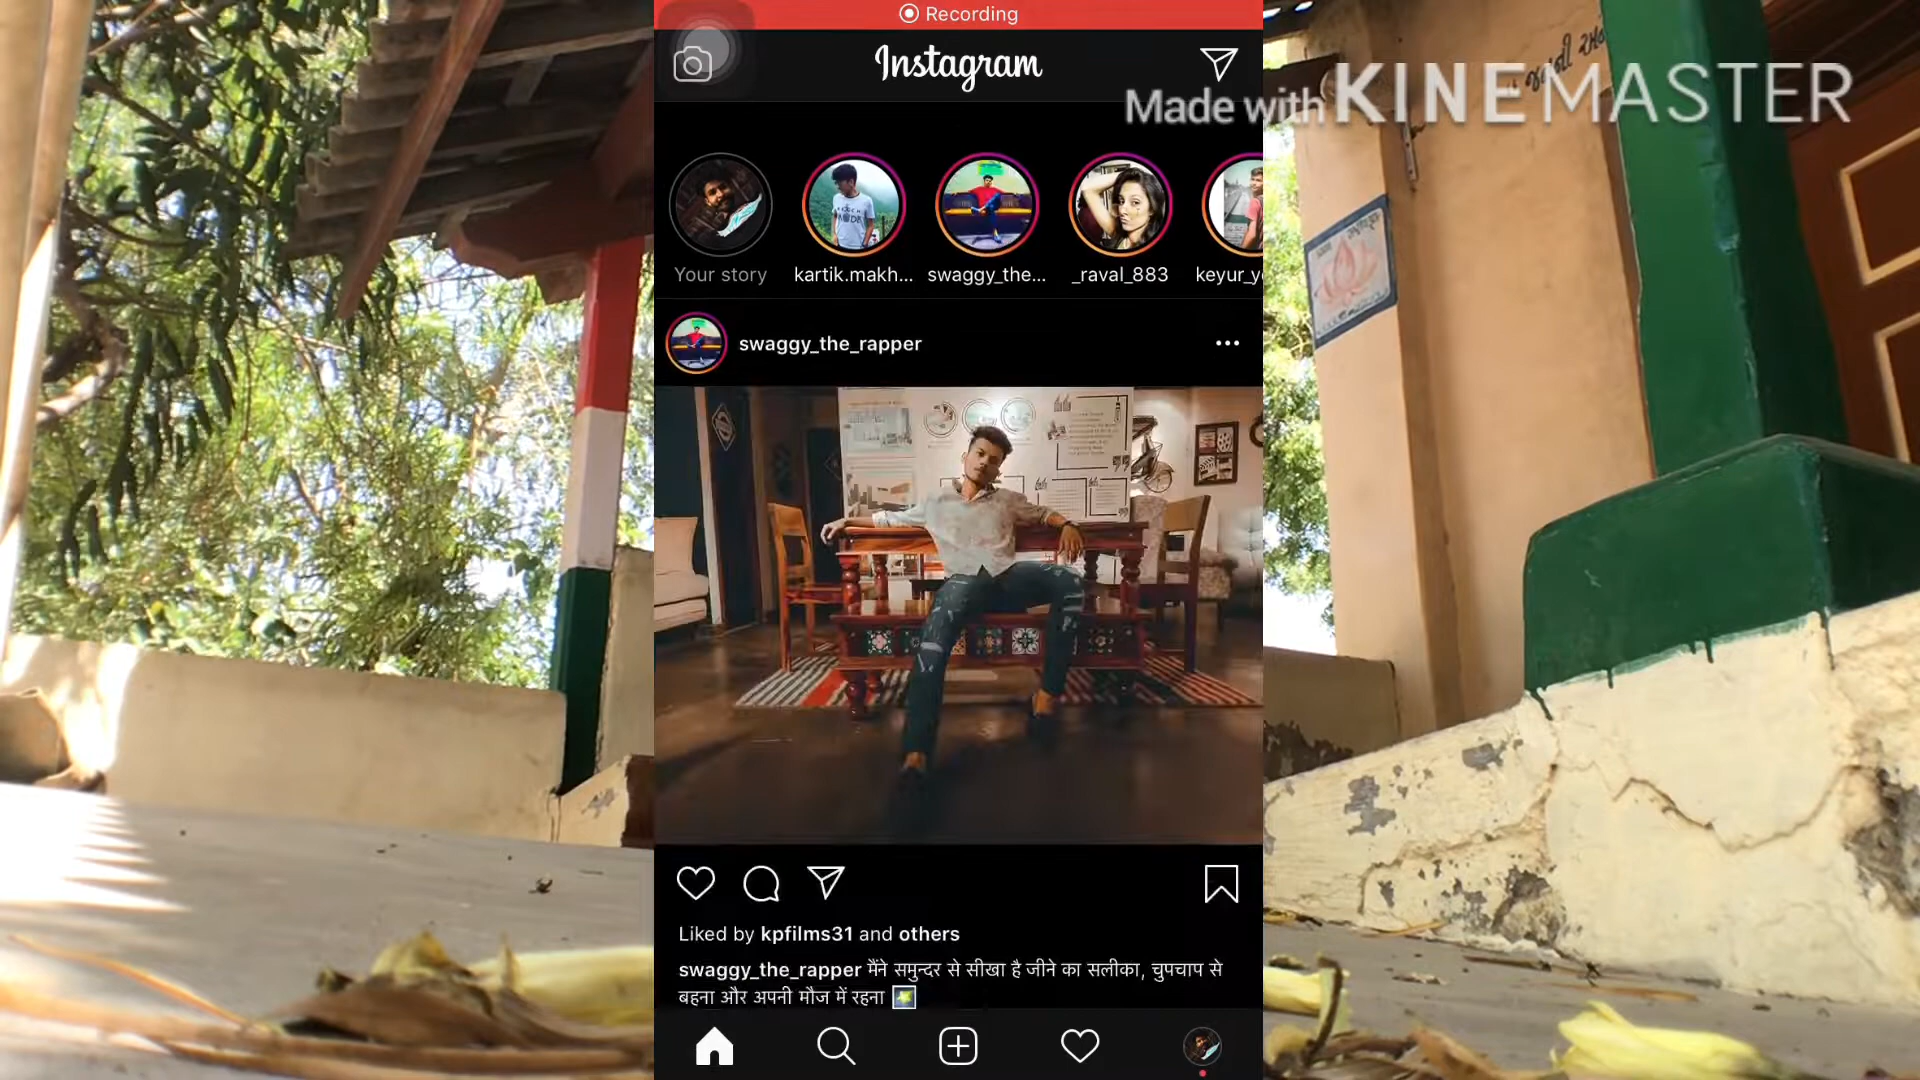 Recording
Instagram
Made with KINEMASTER
Your story
kartik.makh...
swaggy_the...
_raval_883
swaggy_the_rapper
Liked by kpfilms31 and others
swaggy_the_rapper मैंने समुन्दर से सीखा है जीने का सलीका, चुपचाप से
बहना और अपनी मौज में रहना